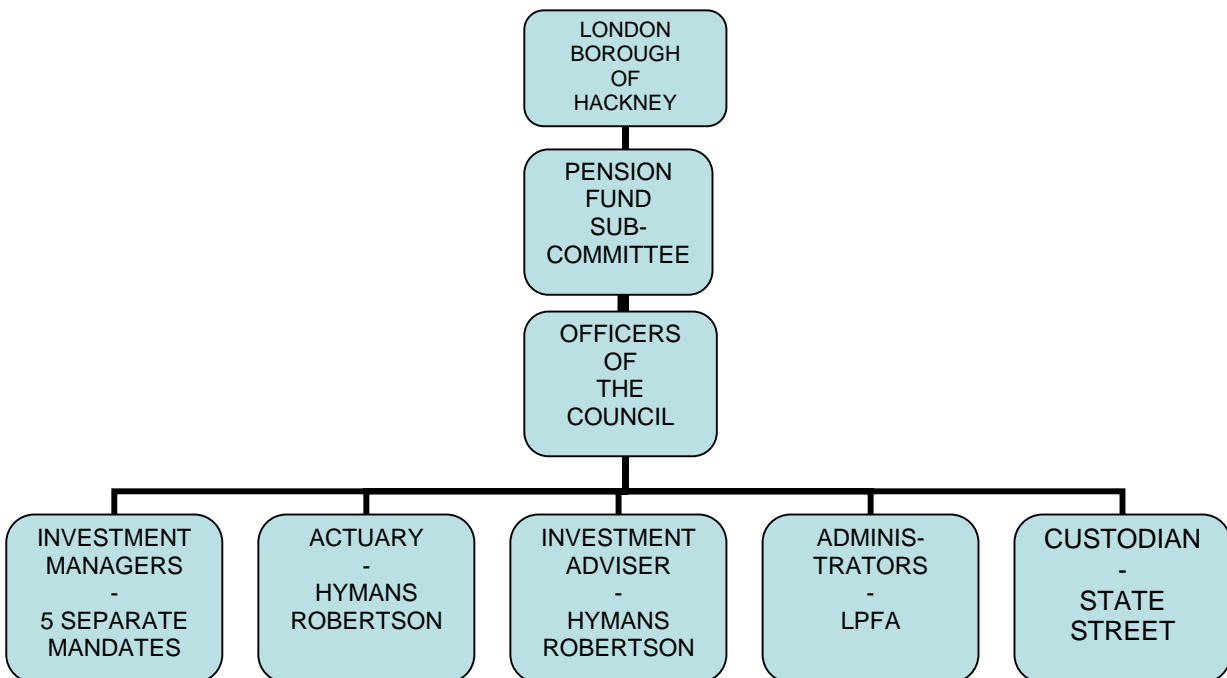 LONDON
BOROUGH
OF
HACKNEY
PENSION
FUND
SUB-
COMMITTEE
OFFICERS
OF
THE
COUNCIL
INVESTMENT
MANAGERS
-
5 SEPARATE
MANDATES
ACTUARY
-
HYMANS
ROBERTSON
INVESTMENT
ADVISER
-
HYMANS
ROBERTSON
ADMINIS-
TRATORS
-
LPFA
CUSTODIAN
-
STATE
STREET